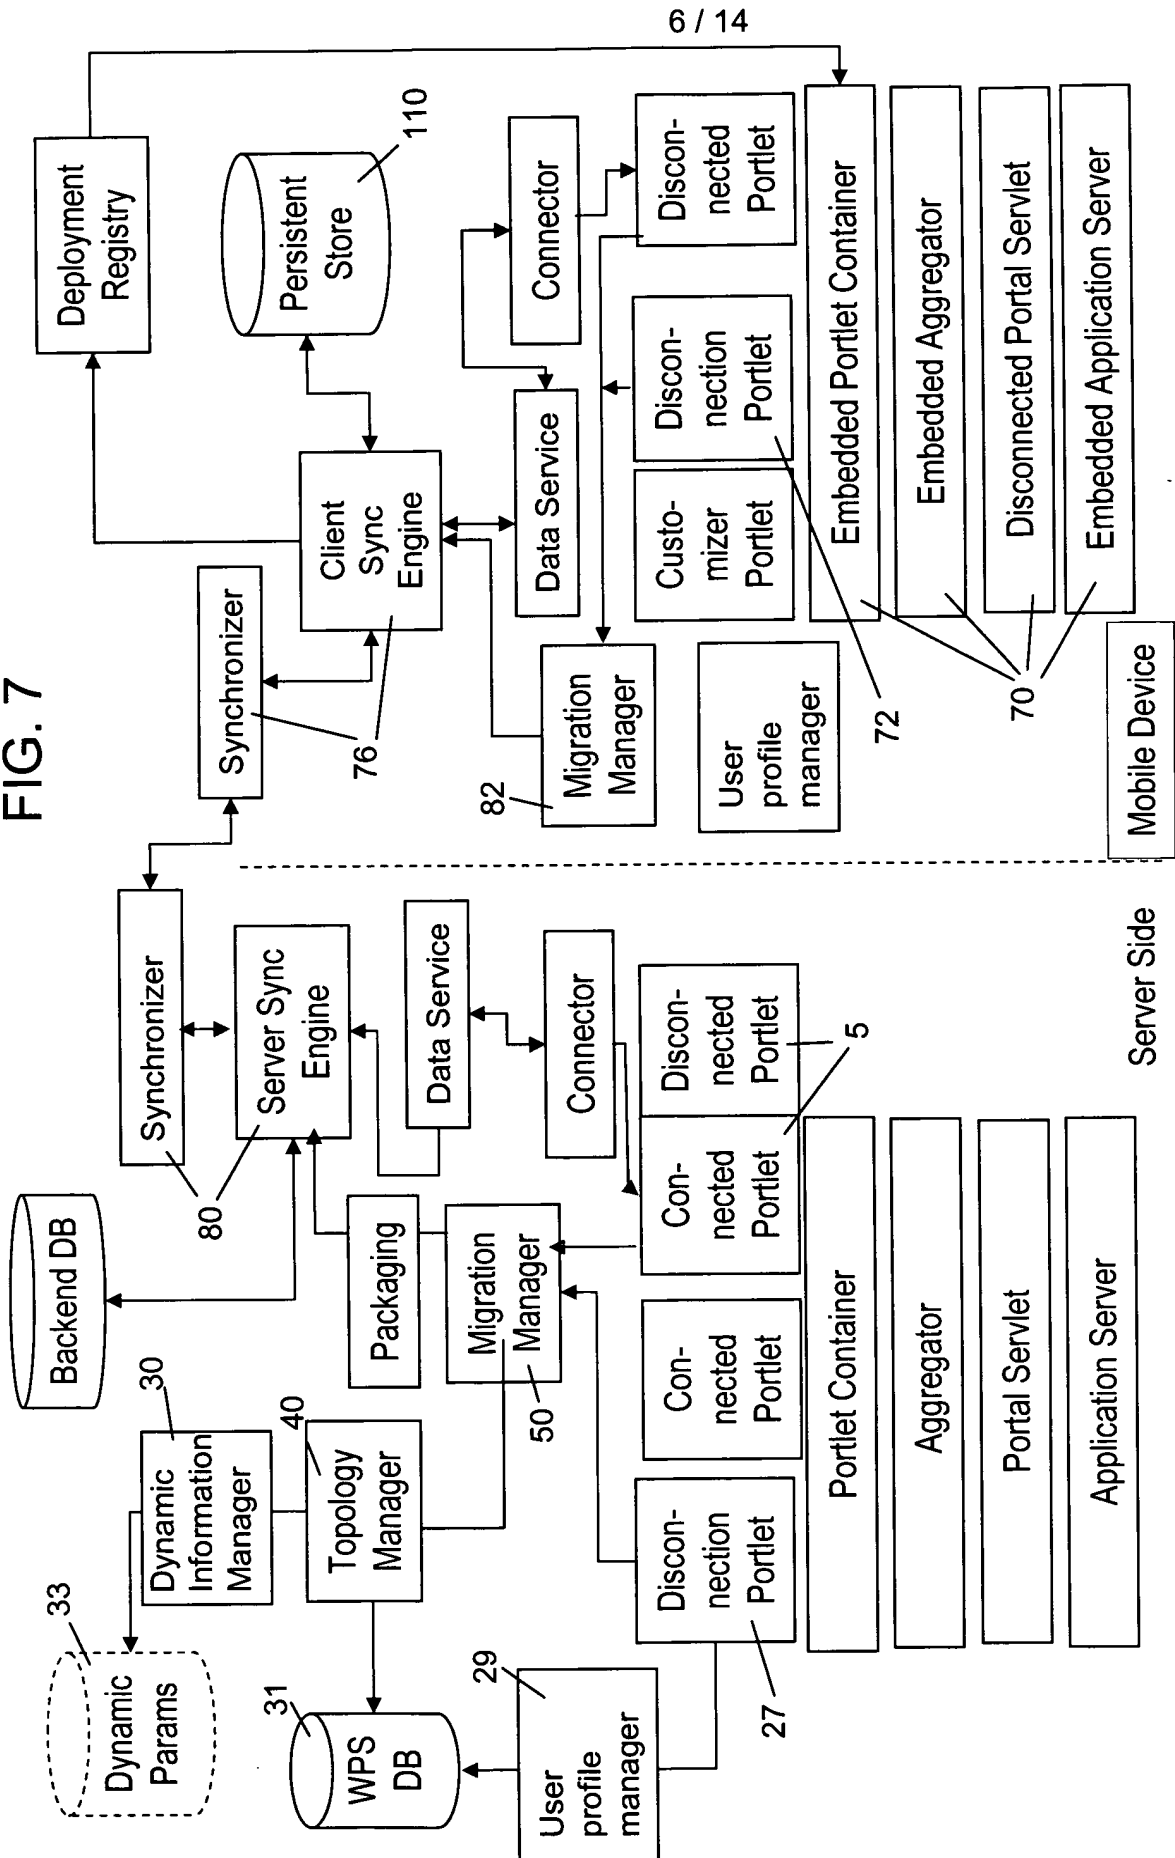 6 / 14
FIG. 7
Backend DB
Synchronizer
80
Server Sync
Engine
Dynamic
Params
33
Dynamic
Information
Manager
30
Topology
Manager
40
WPS
DB
31
User
profile
manager
29
Packaging
Migration
Manager
50
Data Service
Connector
Discon-
nection
Portlet
27
Con-
nected
Portlet
Con-
nected
Portlet
Discon-
nected
Portlet
5
Portlet Container
Aggregator
Portal Servlet
Application Server
Server Side
Synchronizer
76
Client
Sync
Engine
Deployment
Registry
Persistent
Store
110
Data Service
Connector
Migration
Manager
82
User
profile
manager
Custo-
mizer
Portlet
Discon-
nection
Portlet
72
Discon-
nected
Portlet
Embedded Portlet Container
Embedded Aggregator
Disconnected Portal Servlet
Embedded Application Server
70
Mobile Device